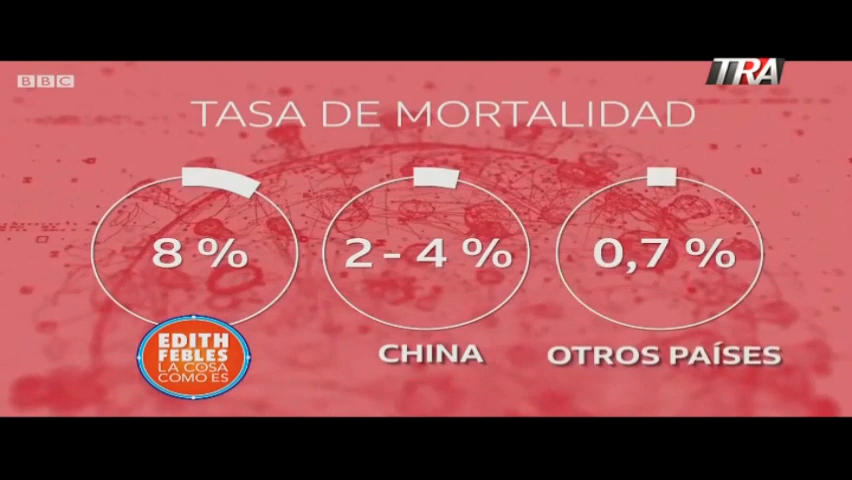 BBC
TRA
TASA DE MORTALIDAD
8 %
2 - 4 %
0,7 %
EDITH
FEBLES
LA COSA
COMO ES
CHINA
OTROS PAÍSES